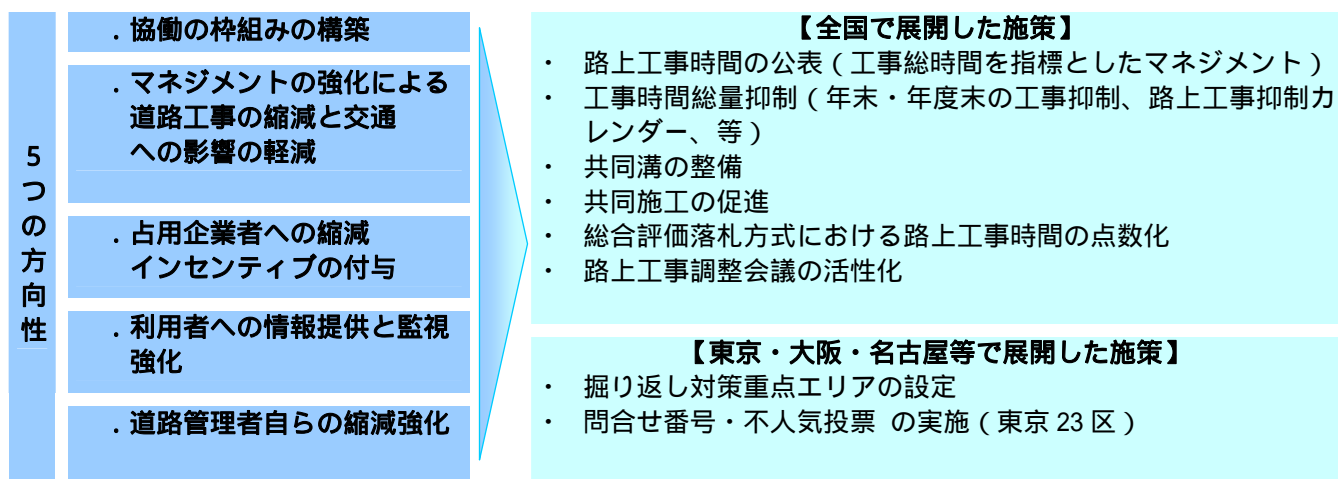 5つの方向性
．協働の枠組みの構築
．マネジメントの強化による
道路工事の縮減と交通
への影響の軽減
．占用企業者への縮減
インセンティブの付与
．利用者への情報提供と監視
強化
．道路管理者自らの縮減強化
【全国で展開した施策】
・ 路上工事時間の公表（工事総時間を指標としたマネジメント）
・ 工事時間総量抑制（年末・年度末の工事抑制、路上工事抑制カ
レンダー、等）
・ 共同溝の整備
・ 共同施工の促進
・ 総合評価落札方式における路上工事時間の点数化
・ 路上工事調整会議の活性化
【東京・大阪・名古屋等で展開した施策】
・ 掘り返し対策重点エリアの設定
・ 問合せ番号・不人気投票 の実施（東京23区）